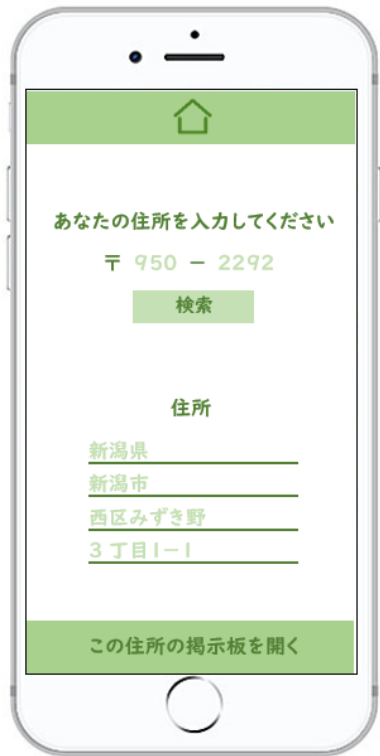 あなたの住所を入力してください
〒 950 － 2292
検索
住所
新潟県
新潟市
西区みずき野
3丁目1－1
この住所の掲示板を開く